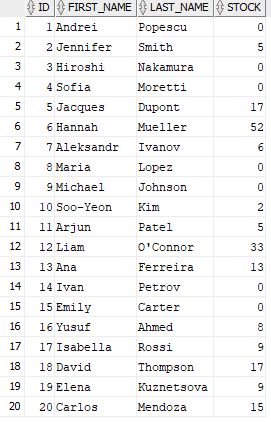 ID FIRST_NAME LAST_NAME STOCK
1 1 Andrei Popescu 0
2 2 Jennifer Smith 5
3 3 Hiroshi Nakamura 0
4 4 Sofia Moretti 0
5 5 Jacques Dupont 17
6 6 Hannah Mueller 52
7 7 Aleksandr Ivanov 6
8 8 Maria Lopez 0
9 9 Michael Johnson 0
10 10 Soo-Yeon Kim 2
11 11 Arjun Patel 5
12 12 Liam O'Connor 33
13 13 Ana Ferreira 13
14 14 Ivan Petrov 0
15 15 Emily Carter 0
16 16 Yusuf Ahmed 8
17 17 Isabella Rossi 9
18 18 David Thompson 17
19 19 Elena Kuznetsova 9
20 20 Carlos Mendoza 15